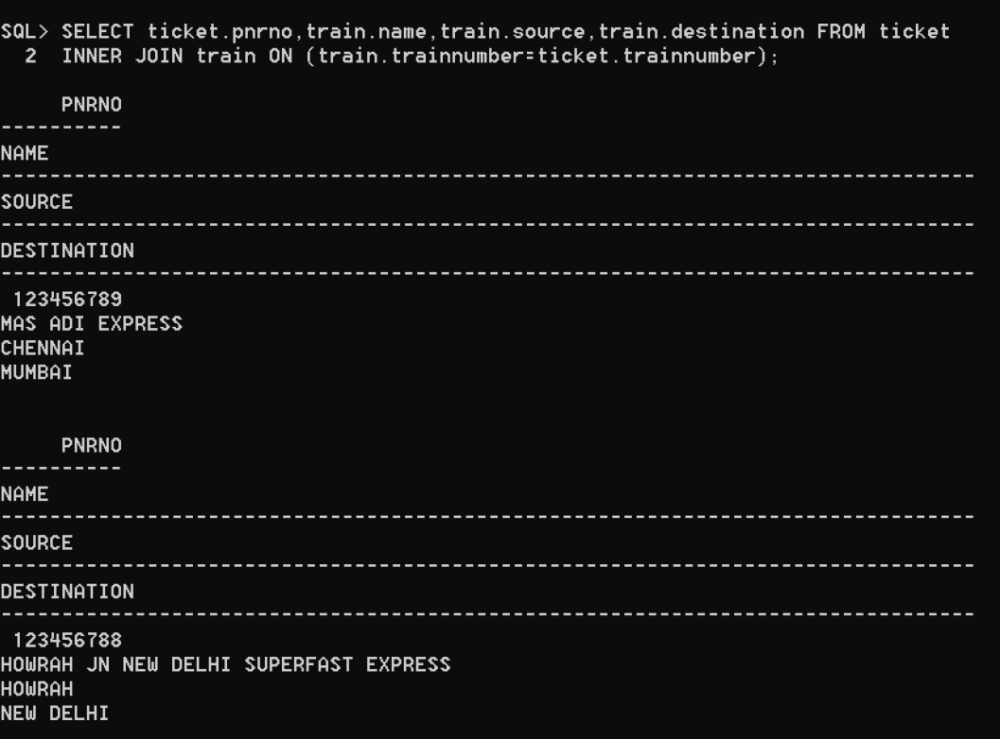 SQL> SELECT ticket.pnrno,train.name,train.source,train.destination FROM ticket
  2  INNER JOIN train ON (train.trainnumber=ticket.trainnumber);
     PNRNO
----------
NAME
--------------------------------------------------------------------------------
SOURCE
--------------------------------------------------------------------------------
DESTINATION
--------------------------------------------------------------------------------
 123456789
MAS ADI EXPRESS
CHENNAI
MUMBAI
     PNRNO
----------
NAME
--------------------------------------------------------------------------------
SOURCE
--------------------------------------------------------------------------------
DESTINATION
--------------------------------------------------------------------------------
 123456788
HOWRAH JN NEW DELHI SUPERFAST EXPRESS
HOWRAH
NEW DELHI